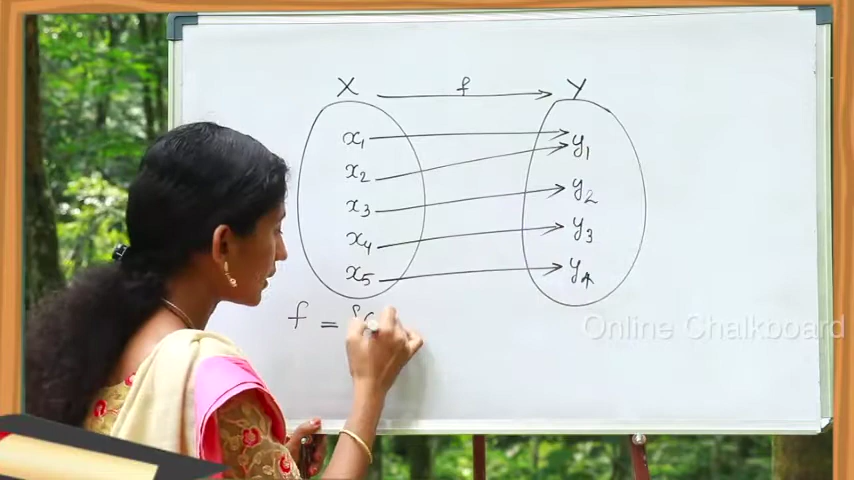 X f Y
x₁ y₁
x₂
x₃ y₂
x₄ y₃
x₅ y₄
f = {(
Online Chalkboard